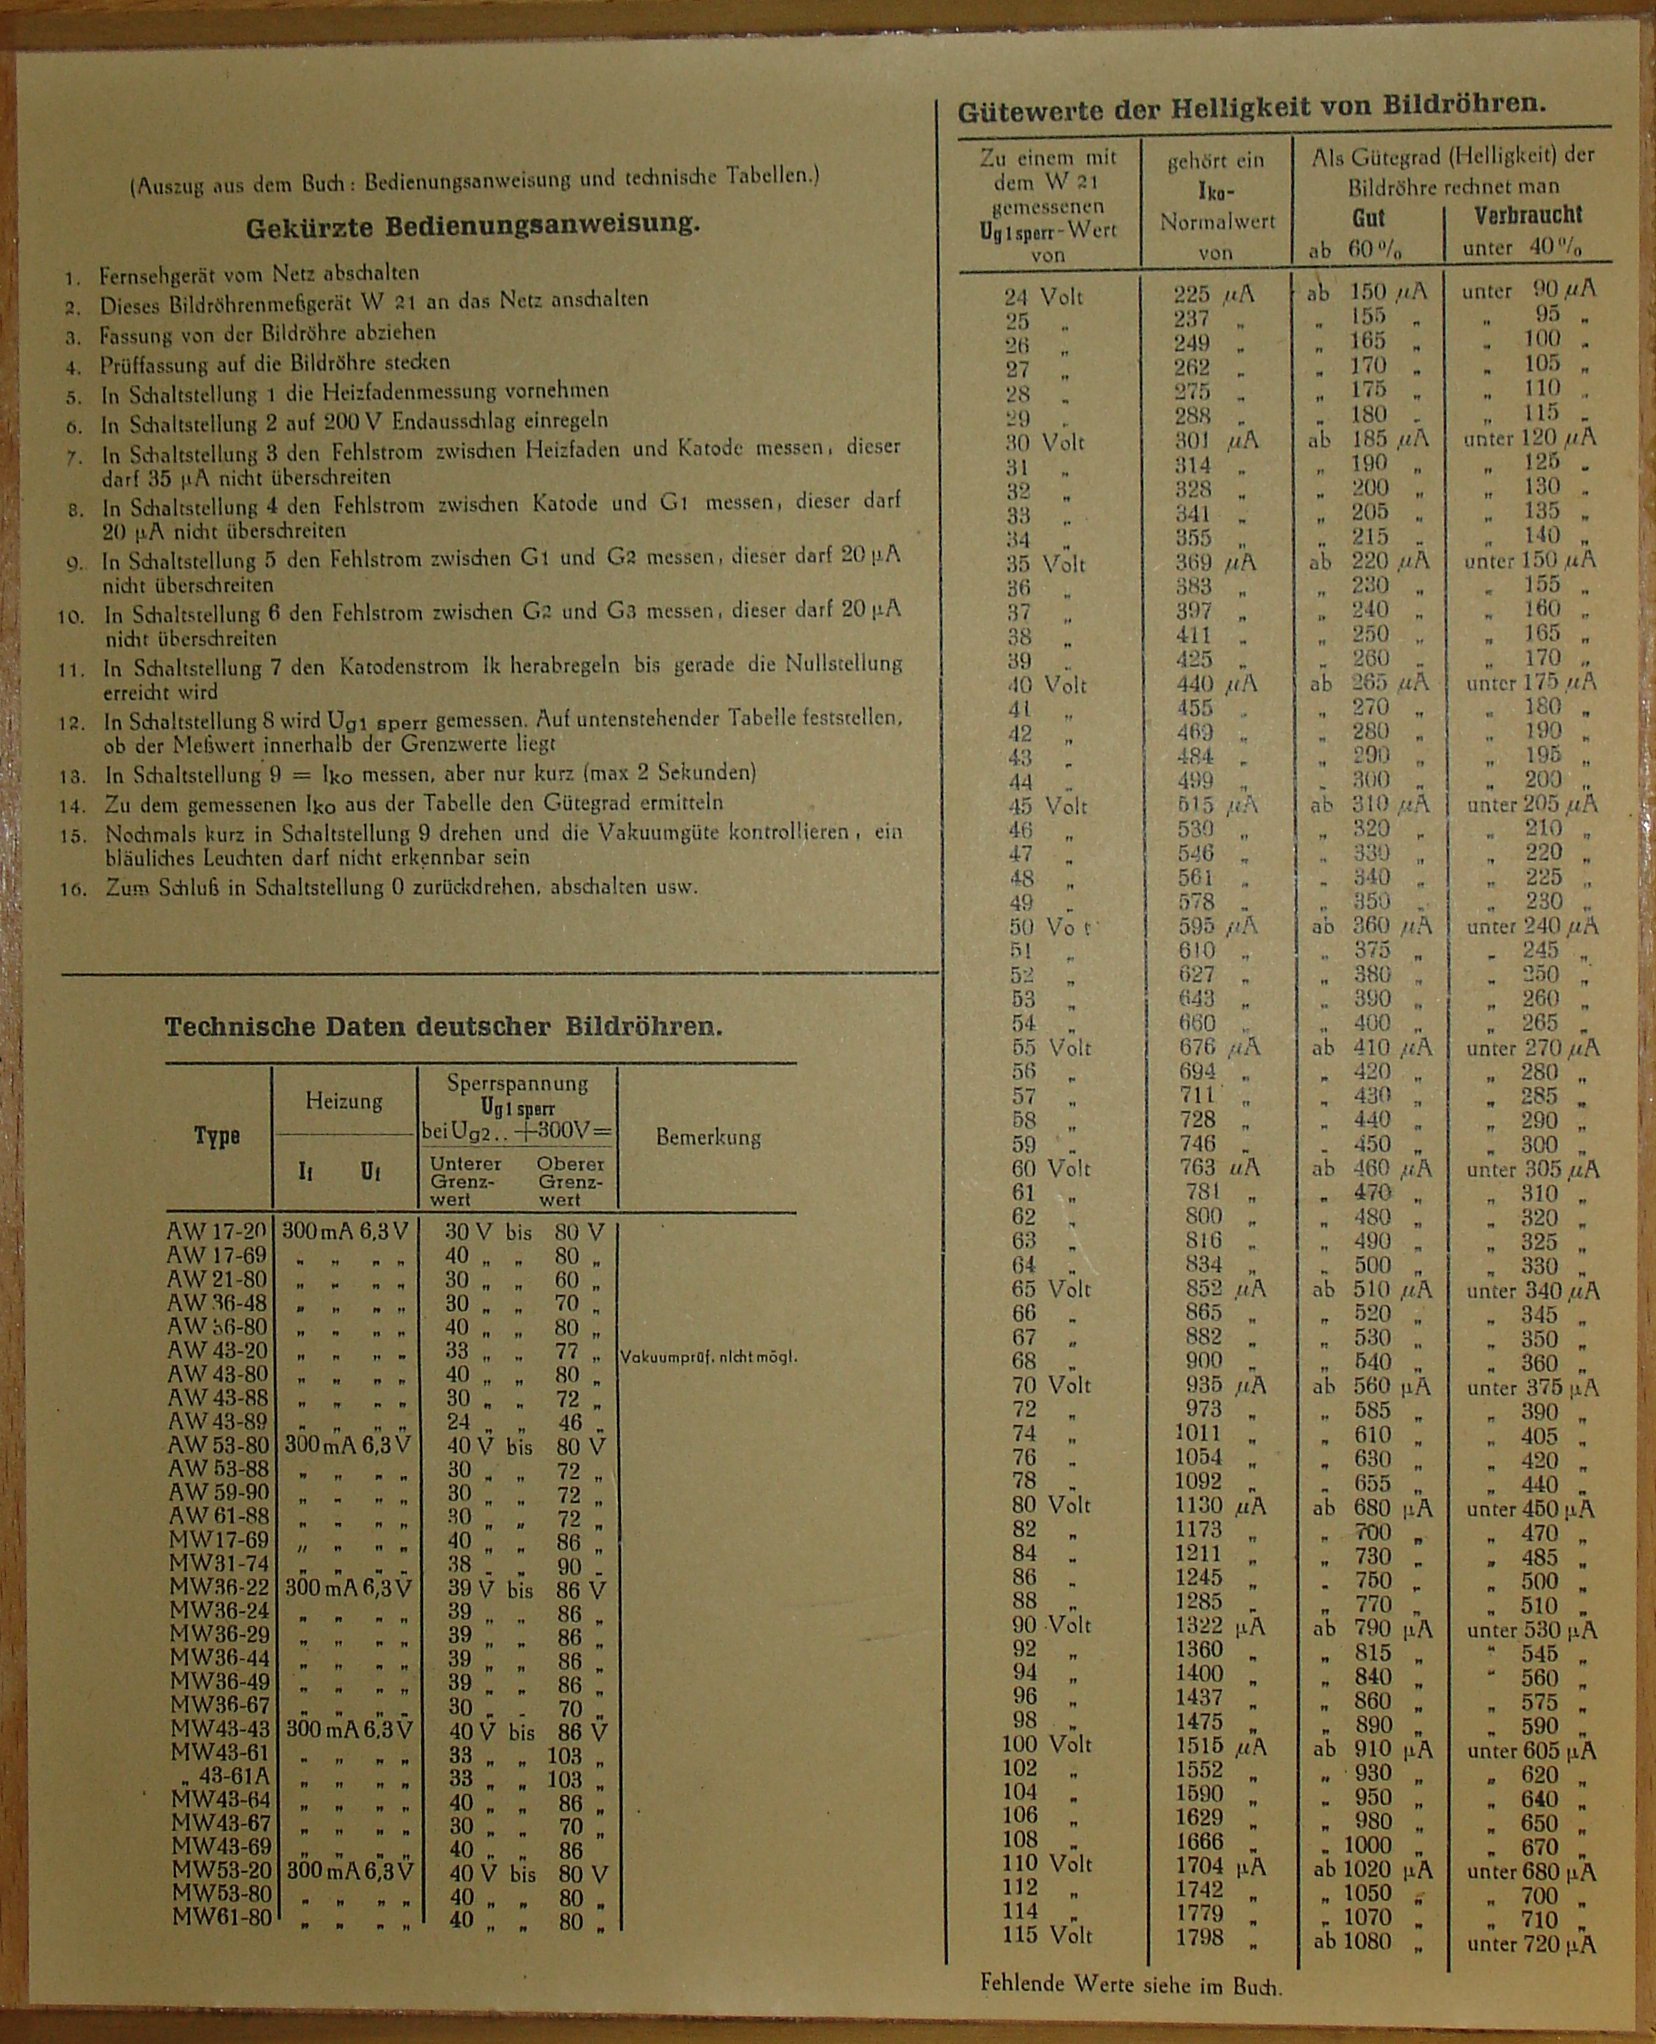 (Auszug aus dem Buch: Bedienungsanweisung und technische Tabellen.)
Gekürzte Bedienungsanweisung.
1. Fernsehgerät vom Netz abschalten
2. Dieses Bildröhrenmeßgerät W 21 an das Netz anschalten
3. Fassung von der Bildröhre abziehen
4. Prüffassung auf die Bildröhre stecken
5. In Schaltstellung 1 die Heizfadenmessung vornehmen
6. In Schaltstellung 2 auf 200 V Endausschlag einregeln
7. In Schaltstellung 3 den Fehlstrom zwischen Heizfaden und Katode messen, dieser
darf 35 µA nicht überschreiten
8. In Schaltstellung 4 den Fehlstrom zwischen Katode und G1 messen, dieser darf
20 µA nicht überschreiten
9. In Schaltstellung 5 den Fehlstrom zwischen G1 und G2 messen, dieser darf 20 µA
nicht überschreiten
10. In Schaltstellung 6 den Fehlstrom zwischen G2 und G3 messen, dieser darf 20 µA
nicht überschreiten
11. In Schaltstellung 7 den Katodenstrom Ik herabregeln bis gerade die Nullstellung
erreicht wird
12. In Schaltstellung 8 wird Ug1 sperr gemessen. Auf untenstehender Tabelle feststellen,
ob der Meßwert innerhalb der Grenzwerte liegt
13. In Schaltstellung 9 = Iko messen, aber nur kurz (max 2 Sekunden)
14. Zu dem gemessenen Iko aus der Tabelle den Gütegrad ermitteln
15. Nochmals kurz in Schaltstellung 9 drehen und die Vakuumgüte kontrollieren, ein
bläuliches Leuchten darf nicht erkennbar sein
16. Zum Schluß in Schaltstellung 0 zurückdrehen, abschalten usw.
Technische Daten deutscher Bildröhren.
Type Heizung If Uf Sperrspannung Ug1 sperr bei Ug2.. +300V= Bemerkung
Unterer Grenz-wert Oberer Grenz-wert
AW 17-20 300 mA 6,3 V 30 V bis 80 V
AW 17-69 „ „ „ „ 40 „ „ 80 „
AW 21-80 „ „ „ „ 30 „ „ 60 „
AW 36-48 „ „ „ „ 30 „ „ 70 „
AW 36-80 „ „ „ „ 40 „ „ 80 „
AW 43-20 „ „ „ „ 33 „ „ 77 „ Vakuumprüf. nicht mögl.
AW 43-80 „ „ „ „ 40 „ „ 80 „
AW 43-88 „ „ „ „ 30 „ „ 72 „
AW 43-89 „ „ „ „ 24 „ „ 46 „
AW 53-80 300 mA 6,3 V 40 V bis 80 V
AW 53-88 „ „ „ „ 30 „ „ 72 „
AW 59-90 „ „ „ „ 30 „ „ 72 „
AW 61-88 „ „ „ „ 30 „ „ 72 „
MW17-69 „ „ „ „ 40 „ „ 86 „
MW31-74 „ „ „ „ 38 „ „ 90 „
MW36-22 300 mA 6,3 V 39 V bis 86 V
MW36-24 „ „ „ „ 39 „ „ 86 „
MW36-29 „ „ „ „ 39 „ „ 86 „
MW36-44 „ „ „ „ 39 „ „ 86 „
MW36-49 „ „ „ „ 39 „ „ 86 „
MW36-67 „ „ „ „ 30 „ „ 70 „
MW43-43 300 mA 6,3 V 40 V bis 86 V
MW43-61 „ „ „ „ 33 „ „ 103 „
„ 43-61A „ „ „ „ 33 „ „ 103 „
MW43-64 „ „ „ „ 40 „ „ 86 „
MW43-67 „ „ „ „ 30 „ „ 70 „
MW43-69 „ „ „ „ 40 „ „ 86
MW53-20 300 mA 6,3 V 40 V bis 80 V
MW53-80 „ „ „ „ 40 „ „ 80 „
MW61-80 „ „ „ „ 40 „ „ 80 „
Gütewerte der Helligkeit von Bildröhren.
Zu einem mit gehört ein Als Gütegrad (Helligkeit) der
dem W 21 Iko- Bildröhre rechnet man
gemessenen Normalwert Gut Verbraucht
Ug1 sperr-Wert
von von ab 60% unter 40%
24 Volt 225 µA ab 150 µA unter 90 µA
25 „ 237 „ „ 155 „ „ 95 „
26 „ 249 „ „ 165 „ „ 100 „
27 „ 262 „ „ 170 „ „ 105 „
28 „ 275 „ „ 175 „ „ 110 „
29 „ 288 „ „ 180 „ „ 115 „
30 Volt 301 µA ab 185 µA unter 120 µA
31 „ 314 „ „ 190 „ „ 125 „
32 „ 328 „ „ 200 „ „ 130 „
33 „ 341 „ „ 205 „ „ 135 „
34 „ 355 „ „ 215 „ „ 140 „
35 Volt 369 µA ab 220 µA unter 150 µA
36 „ 383 „ „ 230 „ „ 155 „
37 „ 397 „ „ 240 „ „ 160 „
38 „ 411 „ „ 250 „ „ 165 „
39 „ 425 „ „ 260 „ „ 170 „
40 Volt 440 µA ab 265 µA unter 175 µA
41 „ 455 „ „ 270 „ „ 180 „
42 „ 469 „ „ 280 „ „ 190 „
43 „ 484 „ „ 290 „ „ 195 „
44 „ 499 „ „ 300 „ „ 200 „
45 Volt 515 µA ab 310 µA unter 205 µA
46 „ 530 „ „ 320 „ „ 210 „
47 „ 546 „ „ 330 „ „ 220 „
48 „ 561 „ „ 340 „ „ 225 „
49 „ 578 „ „ 350 „ „ 230 „
50 Vo t 595 µA ab 360 µA unter 240 µA
51 „ 610 „ „ 375 „ „ 245 „
52 „ 627 „ „ 380 „ „ 250 „
53 „ 643 „ „ 390 „ „ 260 „
54 „ 660 „ „ 400 „ „ 265 „
55 Volt 676 µA ab 410 µA unter 270 µA
56 „ 694 „ „ 420 „ „ 280 „
57 „ 711 „ „ 430 „ „ 285 „
58 „ 728 „ „ 440 „ „ 290 „
59 „ 746 „ „ 450 „ „ 300 „
60 Volt 763 uA ab 460 µA unter 305 µA
61 „ 781 „ „ 470 „ „ 310 „
62 „ 800 „ „ 480 „ „ 320 „
63 „ 816 „ „ 490 „ „ 325 „
64 „ 834 „ „ 500 „ „ 330 „
65 Volt 852 µA ab 510 µA unter 340 µA
66 „ 865 „ „ 520 „ „ 345 „
67 „ 882 „ „ 530 „ „ 350 „
68 „ 900 „ „ 540 „ „ 360 „
70 Volt 935 µA ab 560 µA unter 375 µA
72 „ 973 „ „ 585 „ „ 390 „
74 „ 1011 „ „ 610 „ „ 405 „
76 „ 1054 „ „ 630 „ „ 420 „
78 „ 1092 „ „ 655 „ „ 440 „
80 Volt 1130 µA ab 680 µA unter 450 µA
82 „ 1173 „ „ 700 „ „ 470 „
84 „ 1211 „ „ 730 „ „ 485 „
86 „ 1245 „ „ 750 „ „ 500 „
88 „ 1285 „ „ 770 „ „ 510 „
90 Volt 1322 µA ab 790 µA unter 530 µA
92 „ 1360 „ „ 815 „ “ 545 „
94 „ 1400 „ „ 840 „ “ 560 „
96 „ 1437 „ „ 860 „ „ 575 „
98 „ 1475 „ „ 890 „ „ 590 „
100 Volt 1515 µA ab 910 µA unter 605 µA
102 „ 1552 „ „ 930 „ „ 620 „
104 „ 1590 „ „ 950 „ „ 640 „
106 „ 1629 „ „ 980 „ „ 650 „
108 „ 1666 „ „ 1000 „ „ 670 „
110 Volt 1704 µA ab 1020 µA unter 680 µA
112 „ 1742 „ „ 1050 „ „ 700 „
114 „ 1779 „ „ 1070 „ „ 710 „
115 Volt 1798 „ ab 1080 „ unter 720 µA
Fehlende Werte siehe im Buch.